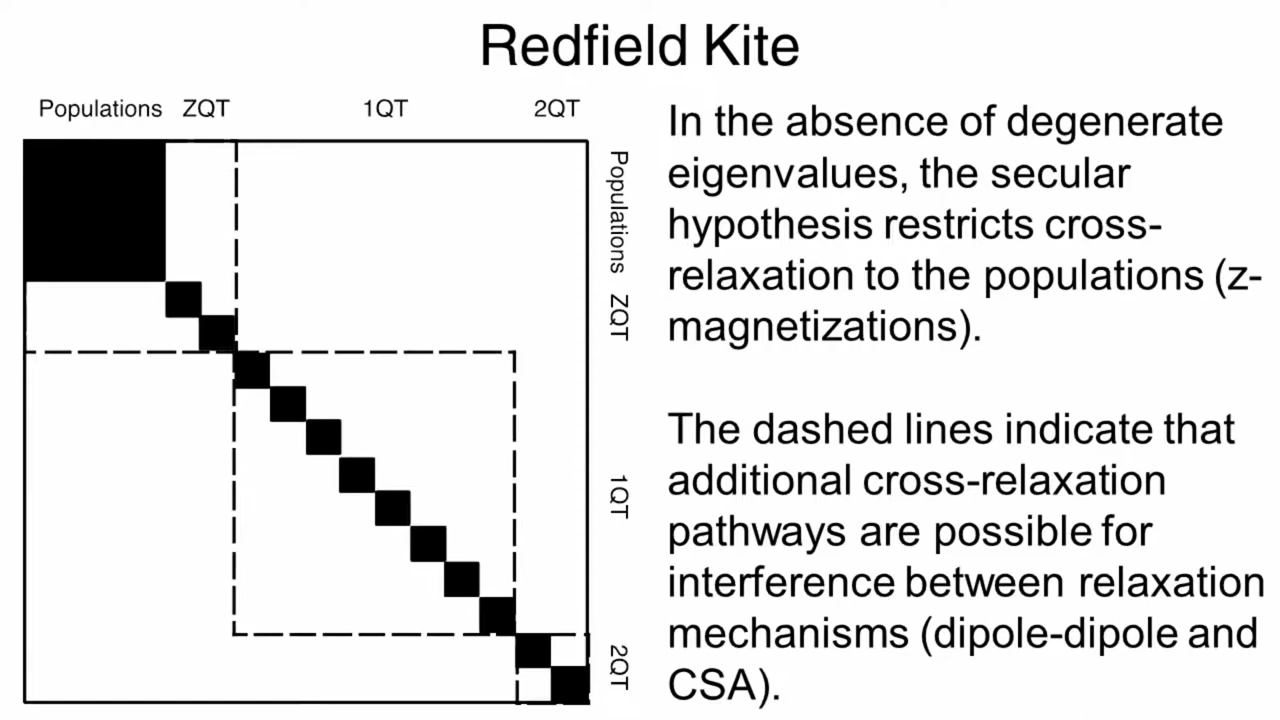 Redfield Kite
Populations ZQT 1QT 2QT
Populations
ZQT
1QT
2QT
In the absence of degenerate
eigenvalues, the secular
hypothesis restricts cross-
relaxation to the populations (z-
magnetizations).
The dashed lines indicate that
additional cross-relaxation
pathways are possible for
interference between relaxation
mechanisms (dipole-dipole and
CSA).